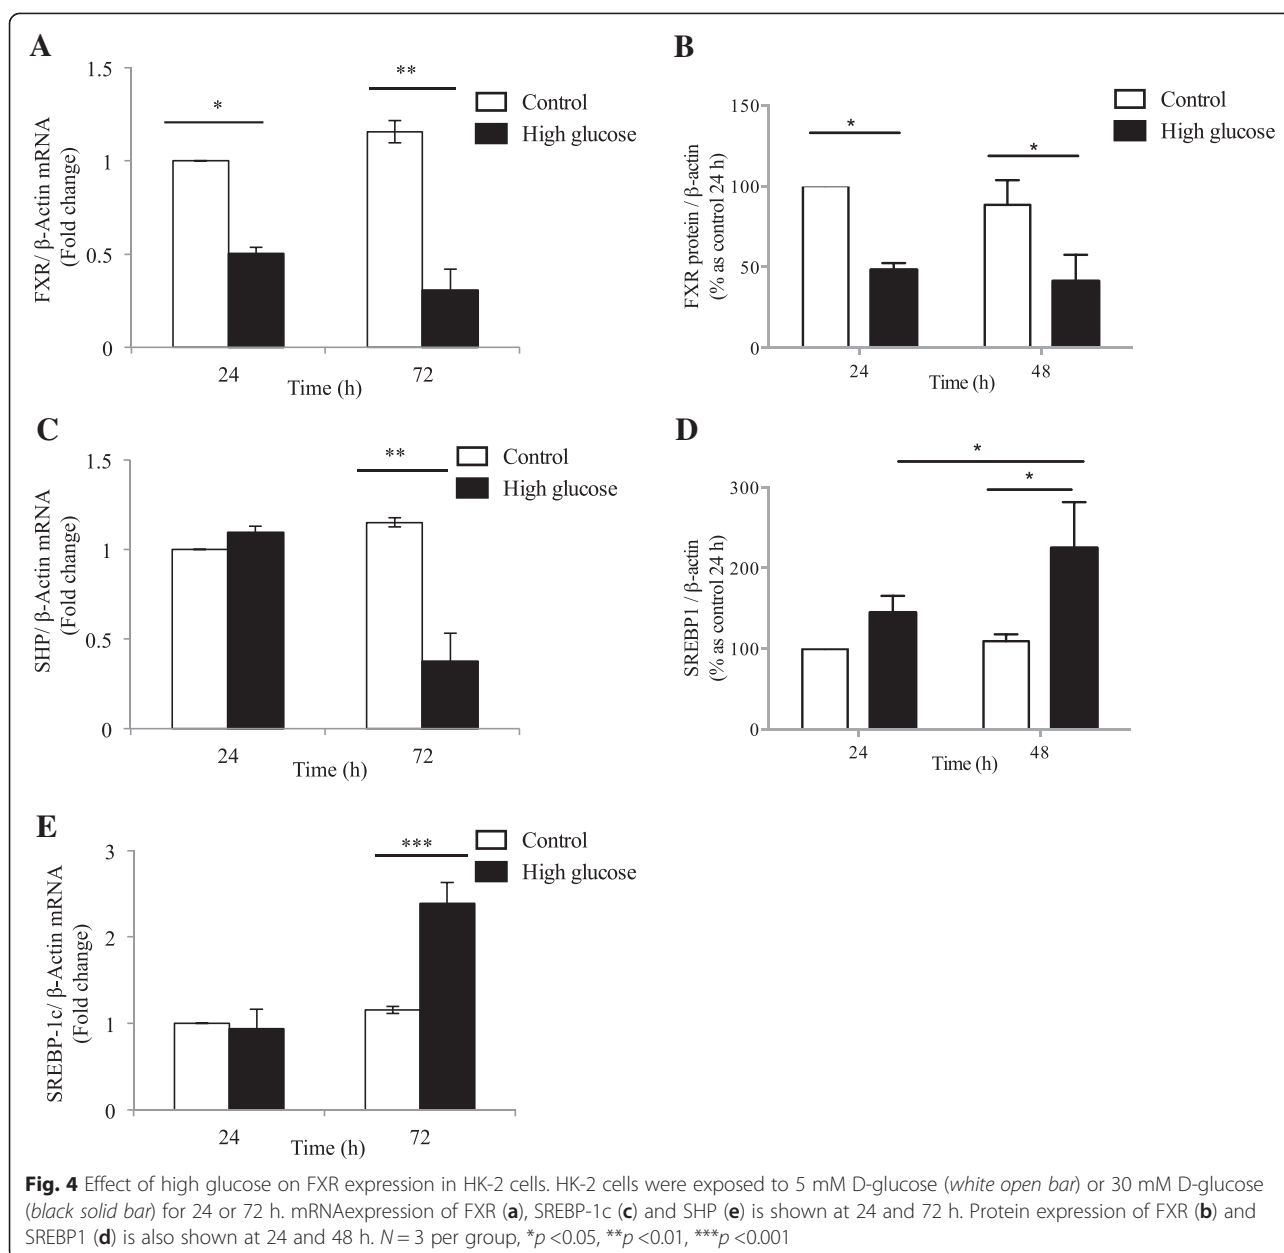 A
1.5
1
0.5
0
FXR/ β-Actin mRNA
(Fold change)
*
**
Control
High glucose
24
72
Time (h)
B
150
100
50
0
FXR protein / β-actin
(% as control 24 h)
*
*
Control
High glucose
24
48
Time (h)
C
1.5
1
0.5
0
SHP/ β-Actin mRNA
(Fold change)
**
Control
High glucose
24
72
Time (h)
D
300
200
100
0
SREBP1 / β-actin
(% as control 24 h)
*
*
24
48
Time (h)
E
3
2
1
0
SREBP-1c/ β-Actin mRNA
(Fold change)
***
Control
High glucose
24
72
Time (h)
Fig. 4 Effect of high glucose on FXR expression in HK-2 cells. HK-2 cells were exposed to 5 mM D-glucose (white open bar) or 30 mM D-glucose
(black solid bar) for 24 or 72 h. mRNAexpression of FXR (a), SREBP-1c (c) and SHP (e) is shown at 24 and 72 h. Protein expression of FXR (b) and
SREBP1 (d) is also shown at 24 and 48 h. N = 3 per group, *p <0.05, **p <0.01, ***p <0.001